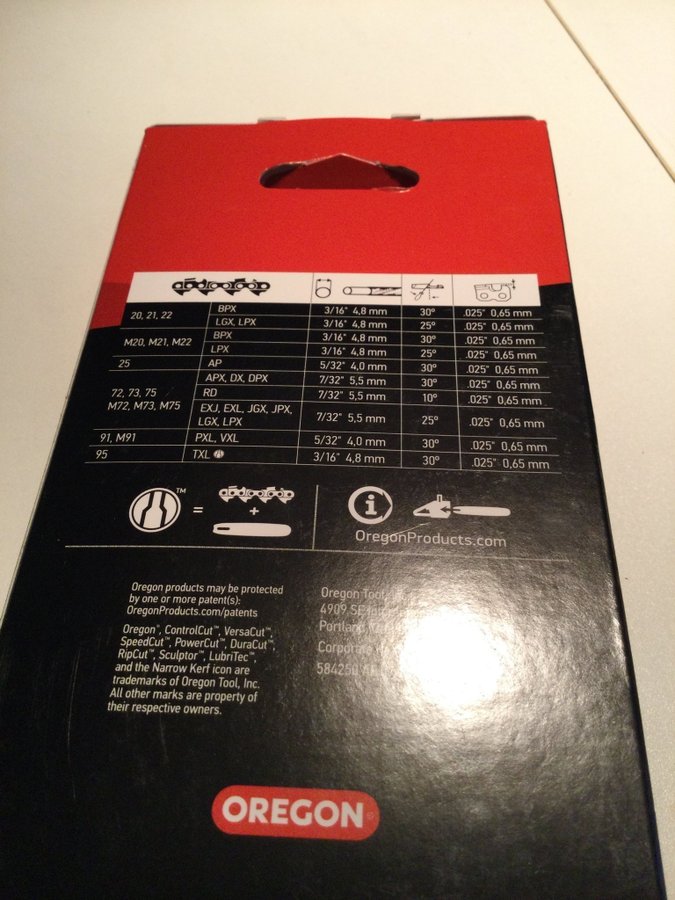 20, 21, 22 BPX 3/16" 4,8 mm 30° .025" 0,65 mm
LGX, LPX 3/16" 4,8 mm 25° .025" 0,65 mm
M20, M21, M22 BPX 3/16" 4,8 mm 30° .025" 0,65 mm
LPX 3/16" 4,8 mm 25° .025" 0,65 mm
25 AP 5/32" 4,0 mm 30° .025" 0,65 mm
72, 73, 75 APX, DX, DPX 7/32" 5,5 mm 30° .025" 0,65 mm
M72, M73, M75 RD 7/32" 5,5 mm 10° .025" 0,65 mm
EXJ, EXL, JGX, JPX,
LGX, LPX 7/32" 5,5 mm 25° .025" 0,65 mm
91, M91 PXL, VXL 5/32" 4,0 mm 30° .025" 0,65 mm
95 TXL 3/16" 4,8 mm 30° .025" 0,65 mm
™ = +
OregonProducts.com
Oregon products may be protected
by one or more patent(s):
OregonProducts.com/patents
Oregon®, ControlCut™, VersaCut™,
SpeedCut™, PowerCut™, DuraCut™,
RipCut™, Sculptor™, LubriTec™,
and the Narrow Kerf icon are
trademarks of Oregon Tool, Inc.
All other marks are property of
their respective owners.
Oregon Tool
4909 SE
Portland,
Corporate
OREGON